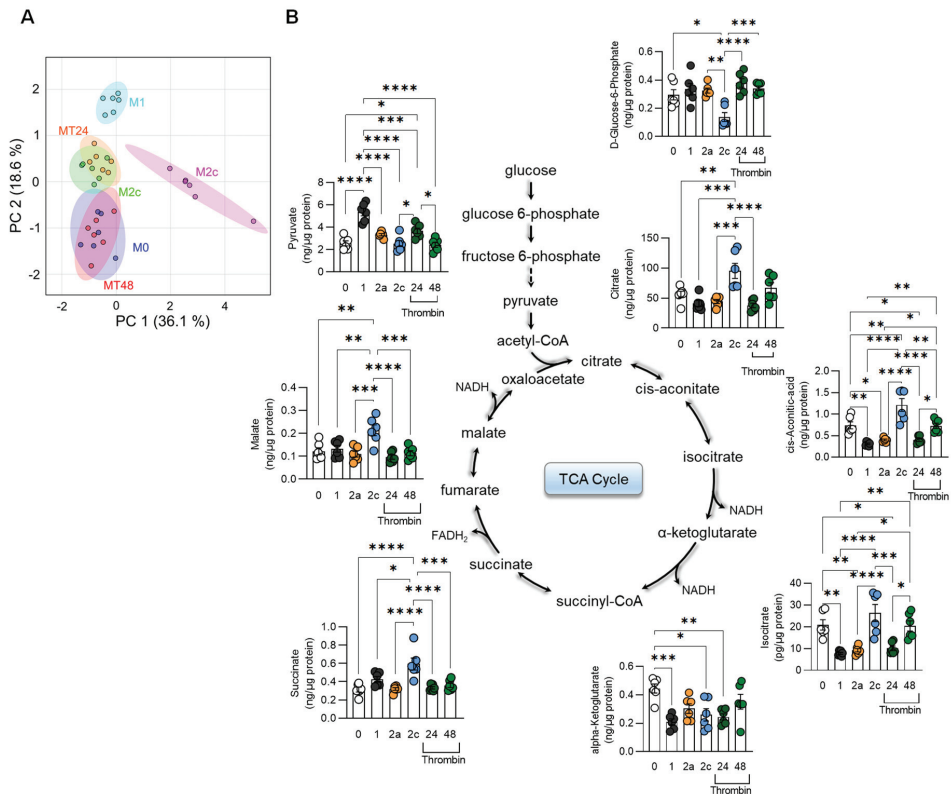 A
B
PC 2 (18.6 %)
2
1
0
-1
-2
M1
MT24
M2c
M2c
M0
MT48
−2
0
2
4
PC 1 (36.1 %)
Pyruvate
(ng/µg protein)
8
6
4
2
0
****
*
***
****
****
****
*
*
0 1 2a 2c 24 48
Thrombin
D-Glucose-6-Phosphate
(ng/µg protein)
0.6
0.4
0.2
0.0
*
***
****
**
0 1 2a 2c 24 48
Thrombin
Citrate
(ng/µg protein)
150
100
50
0
**
***
****
***
0 1 2a 2c 24 48
Thrombin
cis-Aconitic-acid
(ng/µg protein)
2.0
1.5
1.0
0.5
0.0
**
*
*
**
****
**
****
****
*
**
*
0 1 2a 2c 24 48
Thrombin
Isocitrate
(pg/µg protein)
40
30
20
10
0
**
*
*
****
***
**
****
**
*
0 1 2a 2c 24 48
Thrombin
alpha-Ketoglutarate
(ng/µg protein)
0.6
0.4
0.2
0.0
**
*
***
0 1 2a 2c 24 48
Thrombin
Succinate
(ng/µg protein)
1.0
0.8
0.6
0.4
0.2
0.0
****
***
*
****
****
0 1 2a 2c 24 48
Thrombin
Malate
(ng/µg protein)
0.4
0.3
0.2
0.1
0.0
**
**
***
****
***
0 1 2a 2c 24 48
Thrombin
glucose
glucose 6-phosphate
fructose 6-phosphate
pyruvate
acetyl-CoA
citrate
oxaloacetate
cis-aconitate
NADH
malate
isocitrate
TCA Cycle
fumarate
NADH
α-ketoglutarate
FADH2
succinate
NADH
succinyl-CoA